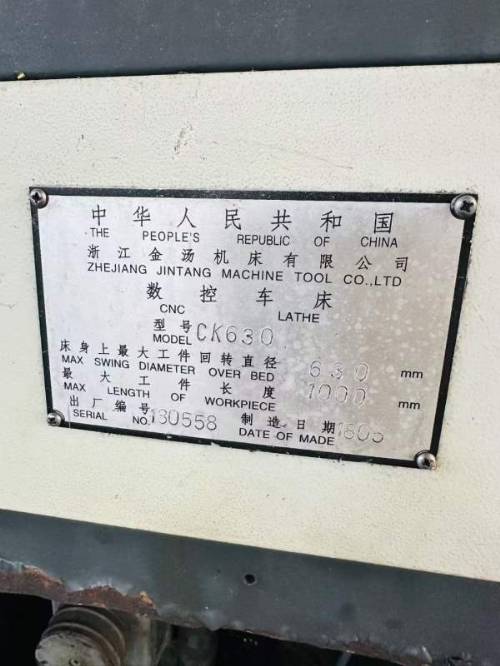 中华人民共和国
THE PEOPLE'S REPUBLIC OF CHINA
浙江金汤机床有限公司
ZHEJIANG JINTANG MACHINE TOOL CO.,LTD
数控车床
CNC LATHE
型号 CK630
MODEL
床身上最大工件回转直径 630 mm
MAX SWING DIAMETER OVER BED
最大工件长度 1000 mm
MAX LENGTH OF WORKPIECE
出厂编号 130558 制造日期 1805
SERIAL NO. DATE OF MADE